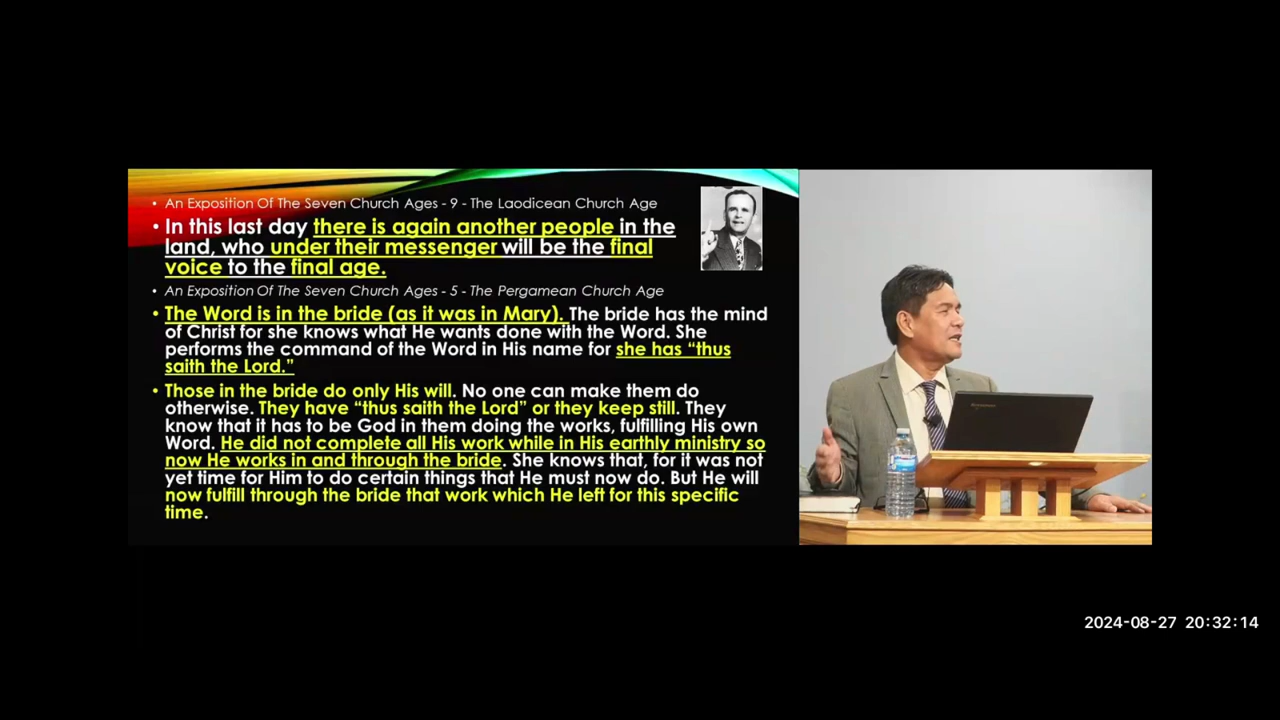 • An Exposition Of The Seven Church Ages - 9 - The Laodicean Church Age
• In this last day there is again another people in the
land, who under their messenger will be the final
voice to the final age.
• An Exposition Of The Seven Church Ages - 5 - The Pergamean Church Age
• The Word is in the bride (as it was in Mary). The bride has the mind
of Christ for she knows what He wants done with the Word. She
performs the command of the Word in His name for she has “thus
saith the Lord.”
• Those in the bride do only His will. No one can make them do
otherwise. They have “thus saith the Lord” or they keep still. They
know that it has to be God in them doing the works, fulfilling His own
Word. He did not complete all His work while in His earthly ministry so
now He works in and through the bride. She knows that, for it was not
yet time for Him to do certain things that He must now do. But He will
now fulfill through the bride that work which He left for this specific
time.
2024-08-27 20:32:14